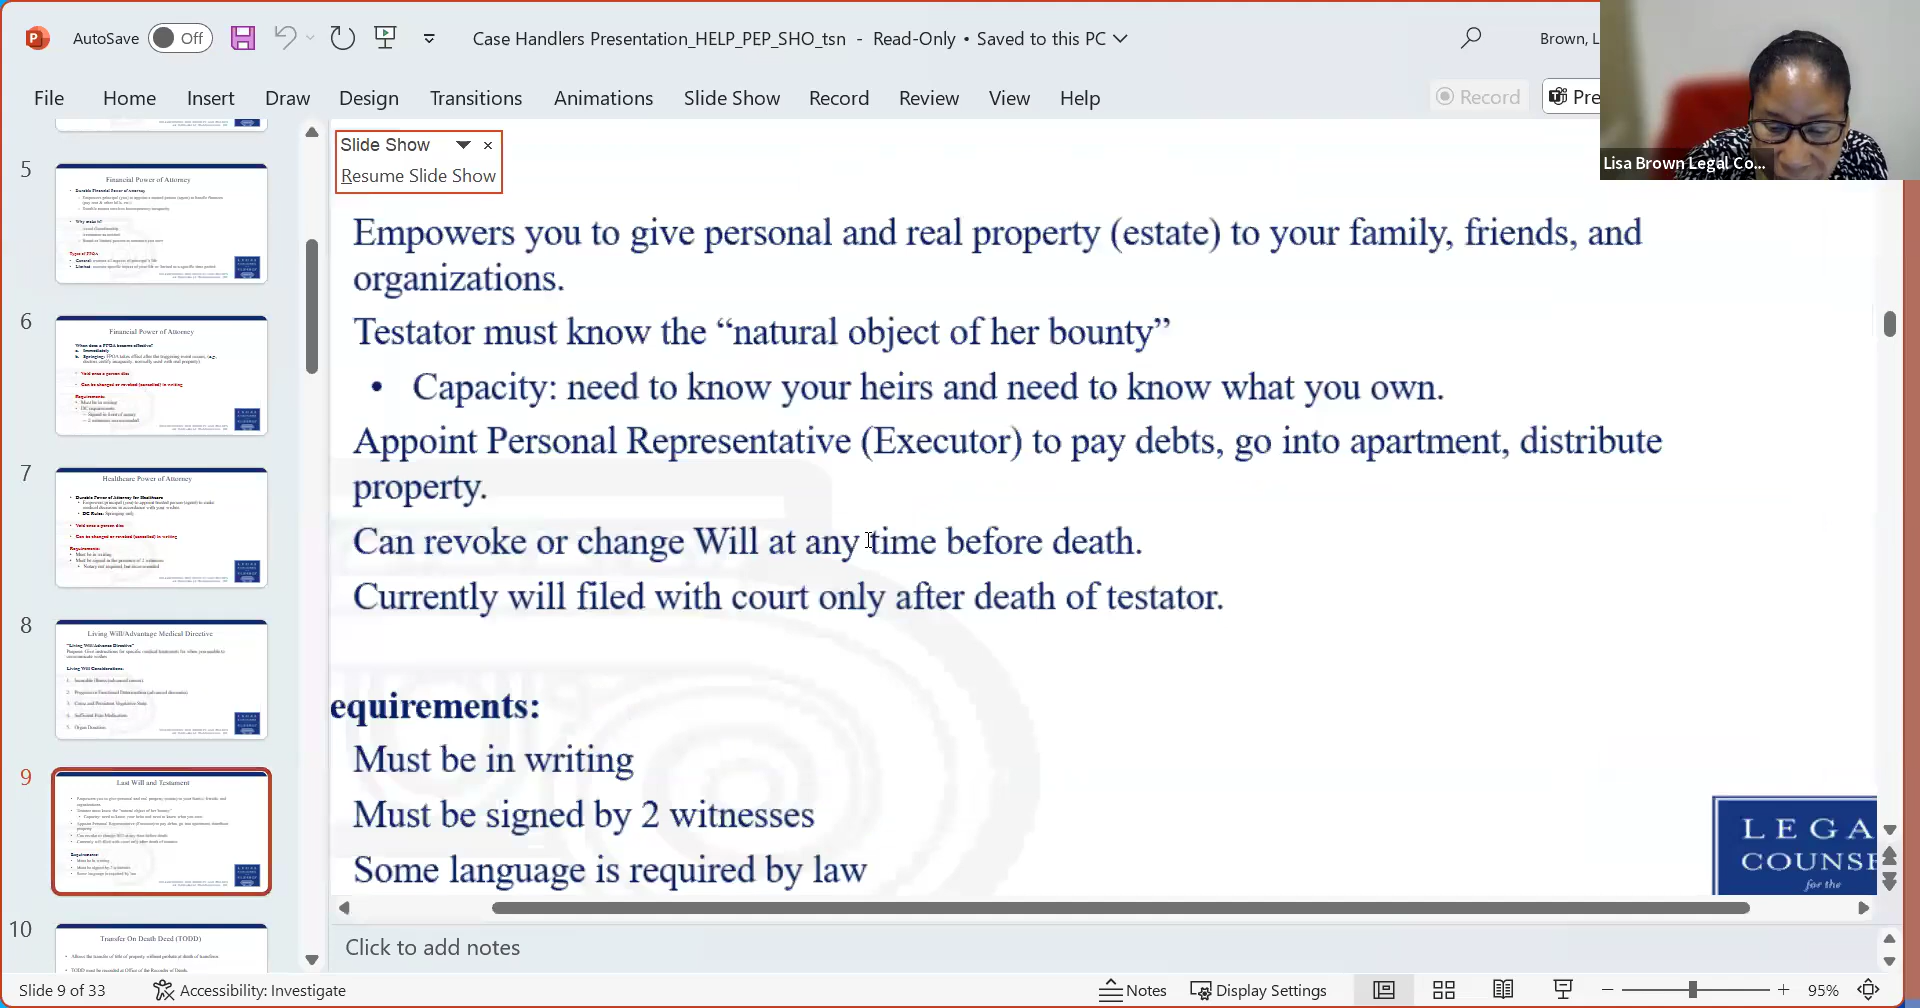 AutoSave Off
Case Handlers Presentation_HELP_PEP_SHO_tsn - Read-Only • Saved to this PC
Brown, L
File Home Insert Draw Design Transitions Animations Slide Show Record Review View Help
Record
Pre
Lisa Brown Legal Co...
Slide Show
Resume Slide Show
5
Financial Power of Attorney
6
Financial Power of Attorney
7
Healthcare Power of Attorney
8
Living Will/Advantage Medical Directive
9
Last Will and Testament
10
Transfer On Death Deed (TODD)
Empowers you to give personal and real property (estate) to your family, friends, and
organizations.
Testator must know the “natural object of her bounty”
• Capacity: need to know your heirs and need to know what you own.
Appoint Personal Representative (Executor) to pay debts, go into apartment, distribute
property.
Can revoke or change Will at any time before death.
Currently will filed with court only after death of testator.
equirements:
Must be in writing
Must be signed by 2 witnesses
Some language is required by law
LEGA
COUNSE
for the
Click to add notes
Slide 9 of 33
Accessibility: Investigate
Notes
Display Settings
95%